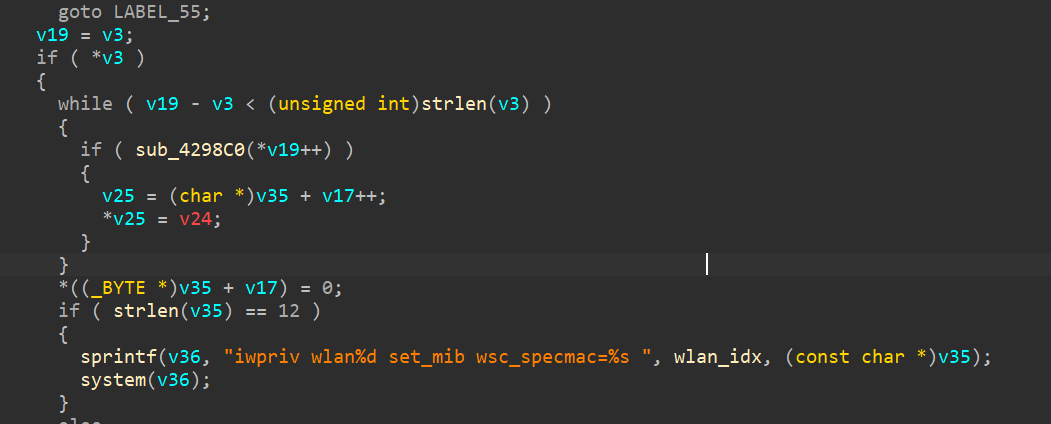 goto LABEL_55;
v19 = v3;
if ( *v3 )
{
while ( v19 - v3 < (unsigned int)strlen(v3) )
{
if ( sub_4298C0(*v19++) )
{
v25 = (char *)v35 + v17++;
*v25 = v24;
}
}
*((_BYTE *)v35 + v17) = 0;
if ( strlen(v35) == 12 )
{
sprintf(v36, "iwpriv wlan%d set_mib wsc_specmac=%s ", wlan_idx, (const char *)v35);
system(v36);
}